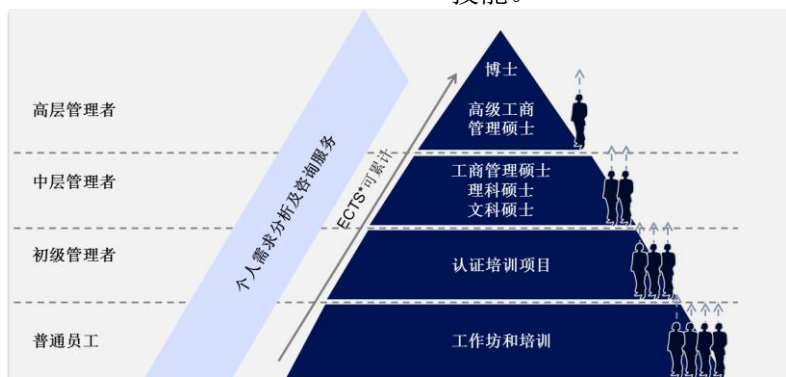 技能。
博士
高层管理者
高级工商
管理硕士
中层管理者
工商管理硕士
理科硕士
文科硕士
初级管理者
认证培训项目
普通员工
工作坊和培训
个人需求分析及咨询服务
ECTS*可累计